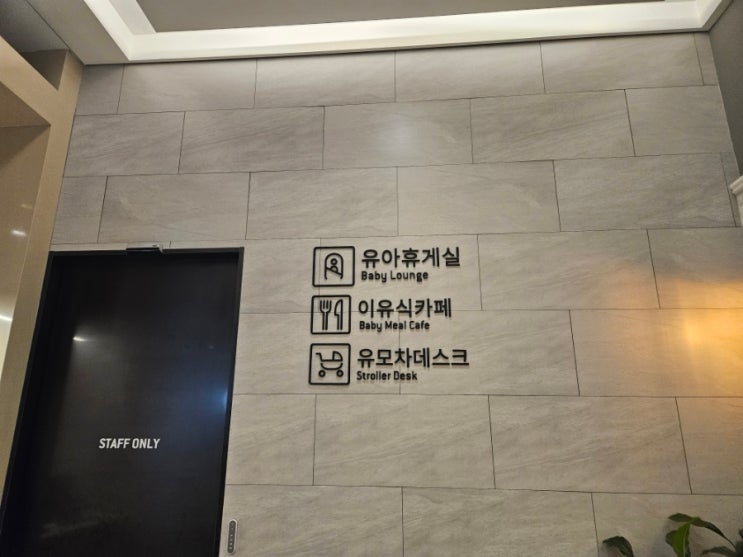 유아휴게실
Baby Lounge
이유식카페
Baby Meal Cafe
유모차데스크
Stroller Desk
STAFF ONLY